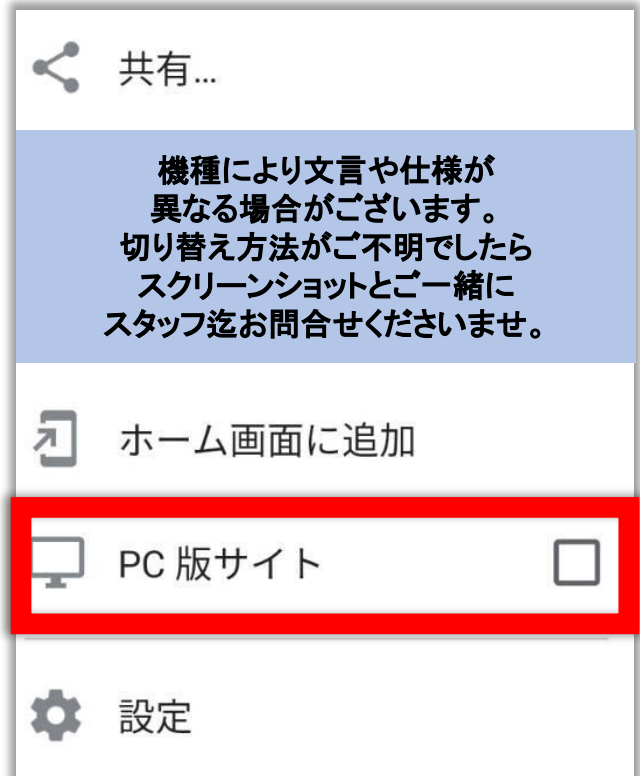 共有...
機種により文言や仕様が
異なる場合がございます。
切り替え方法がご不明でしたら
スクリーンショットとご一緒に
スタッフ迄お問合せくださいませ。
ホーム画面に追加
PC 版サイト
設定